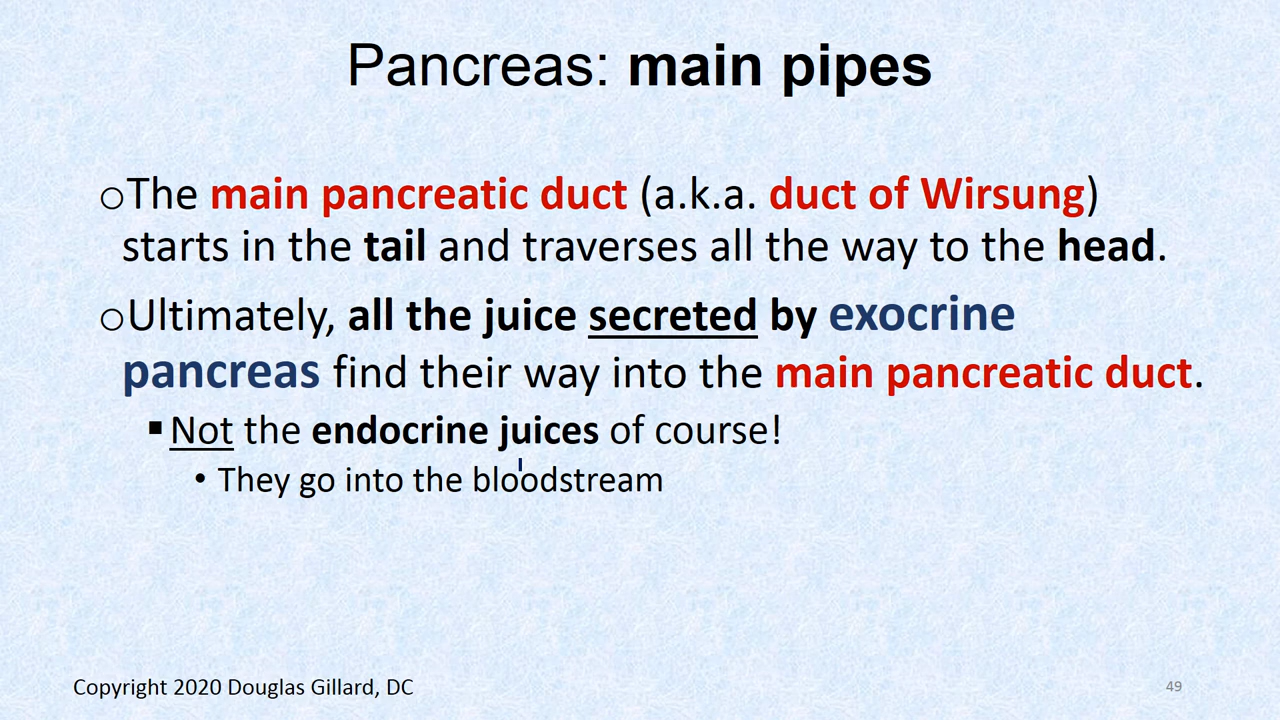 Pancreas: main pipes
○The main pancreatic duct (a.k.a. duct of Wirsung)
starts in the tail and traverses all the way to the head.
○Ultimately, all the juice secreted by exocrine
pancreas find their way into the main pancreatic duct.
▪Not the endocrine juices of course!
• They go into the bloodstream
Copyright 2020 Douglas Gillard, DC
49